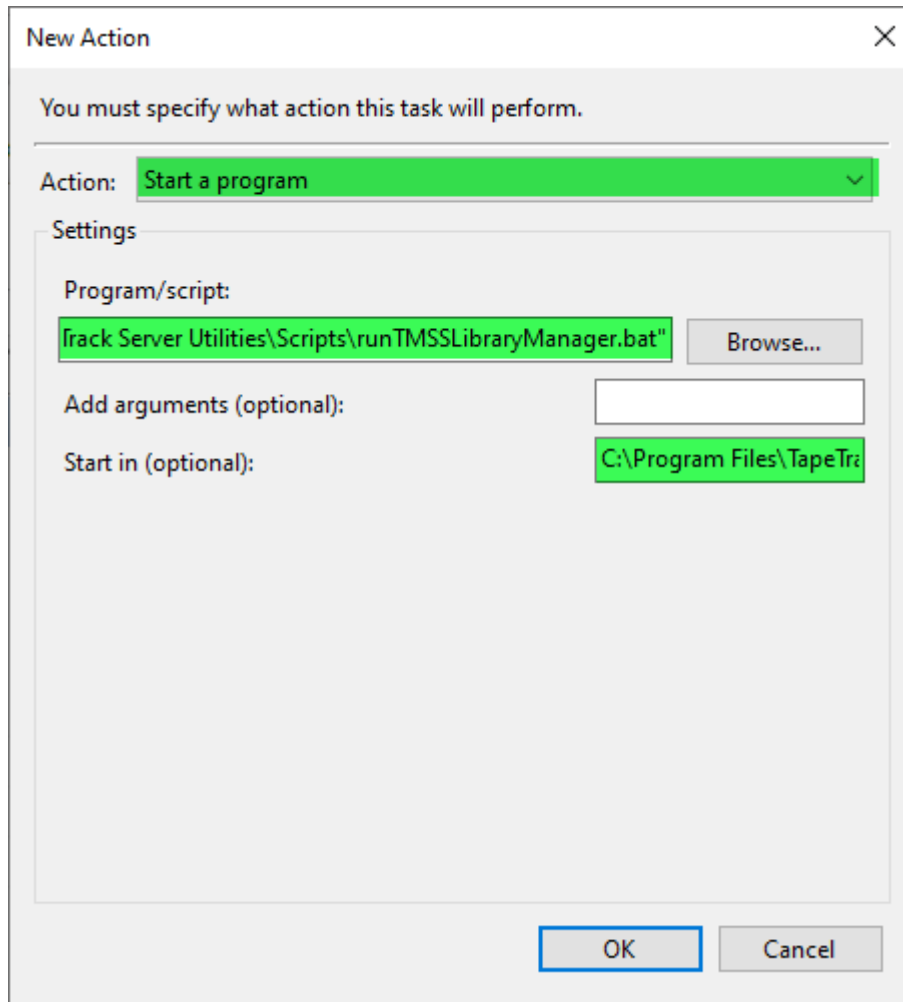 New Action
You must specify what action this task will perform.
Action: Start a program
Settings
Program/script:
Track Server Utilities\Scripts\runTMSSLibraryManager.bat" Browse...
Add arguments (optional):
Start in (optional): C:\Program Files\TapeTra
OK Cancel